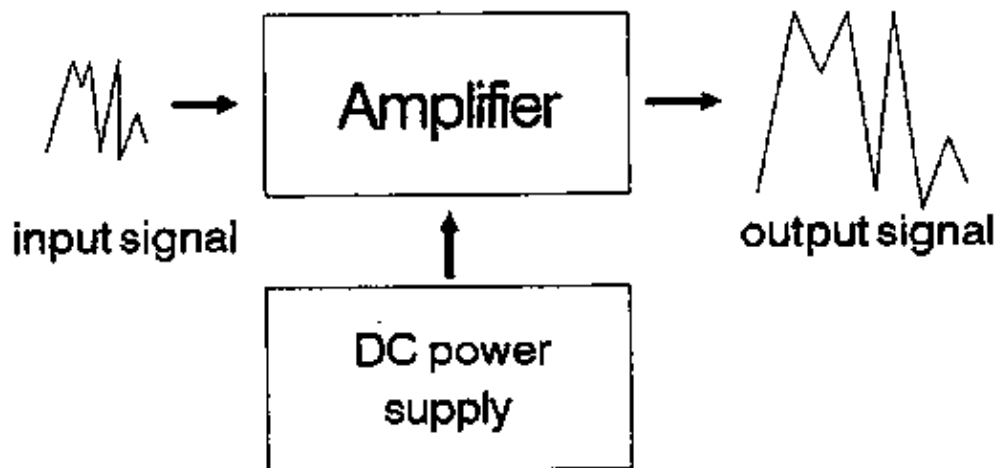 Amplifier
input signal
output signal
DC power
supply